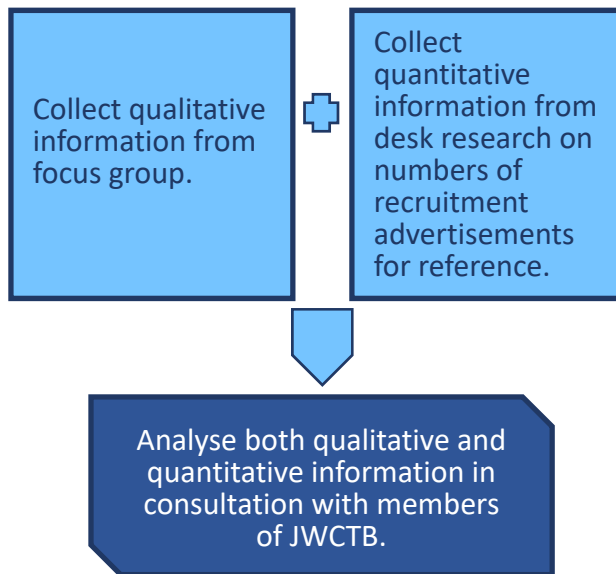 Collect qualitative
information from
focus group.
Collect
quantitative
information from
desk research on
numbers of
recruitment
advertisements
for reference.
Analyse both qualitative and
quantitative information in
consultation with members
of JWCTB.